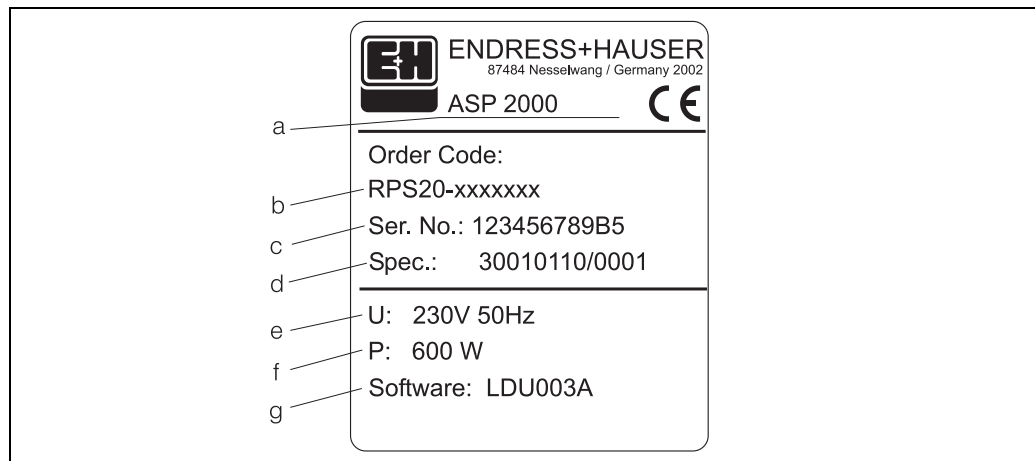 E+H
ENDRESS+HAUSER
87484 Nesselwang / Germany 2002
ASP 2000
CE
a
Order Code:
b
RPS20-xxxxxxx
c
Ser. No.: 123456789B5
d
Spec.: 30010110/0001
e
U: 230V 50Hz
f
P: 600 W
g
Software: LDU003A